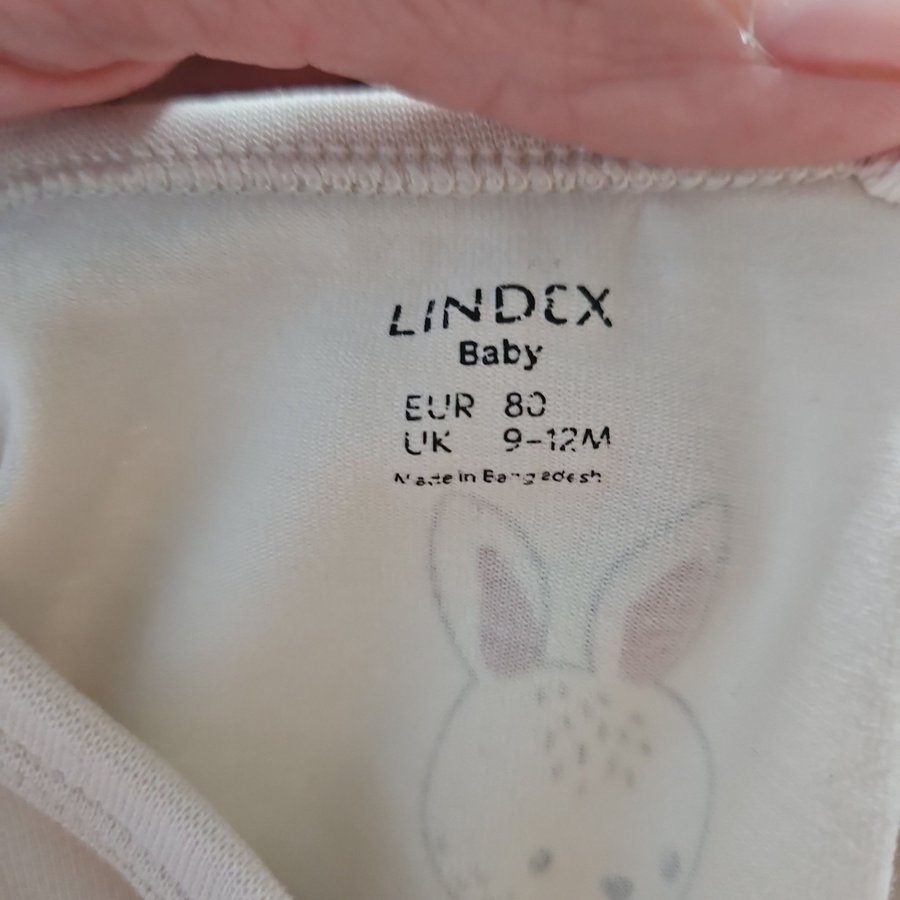 LINDEX
Baby
EUR 80
UK 9-12M
Made in Bangladesh